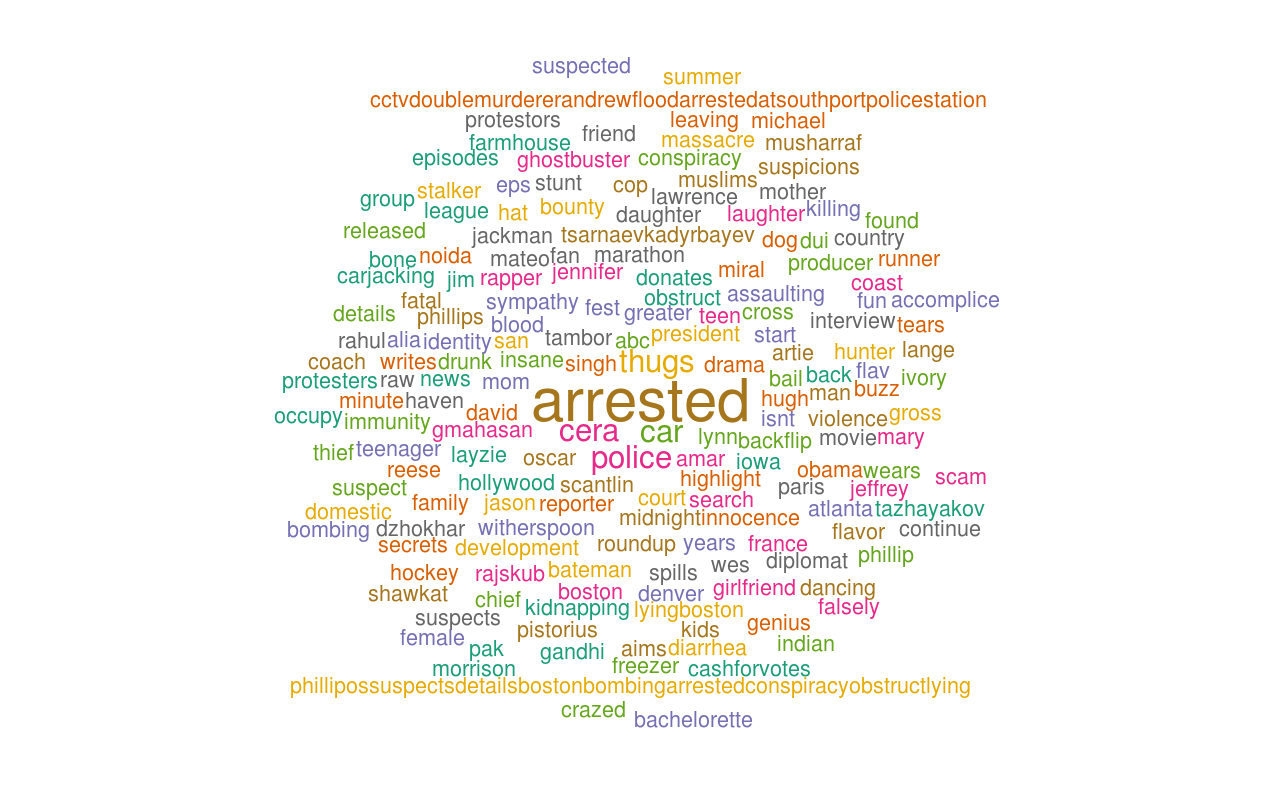 suspected
summer
cctvdoublemurdererandrewfloodarrestedatsouthportpolicestation
protestors leaving michael
farmhouse friend massacre musharraf
episodes ghostbuster conspiracy suspicions
stalker eps stunt cop muslims
group lawrence mother
league hat bounty daughter laughter killing found
released jackman tsarnaevkadyrbayev dog dui country
bone noida mateo fan marathon
carjacking jim rapper jennifer donates miral producer runner
coast
details fatal sympathy fest obstruct assaulting fun accomplice
phillips blood greater teen cross interview tears
rahul alia identity san tambor abc president start
coach writes drunk insane singh thugs drama artie hunter lange
protesters raw news mom bail back flav ivory
minute haven arrested hugh man buzz
occupy immunity david isnt violence gross
gmahasan cera car lynn backflip movie mary
thief teenager layzie oscar police amar iowa
reese hollywood scantlin highlight obama wears
suspect paris jeffrey scam
domestic family jason reporter court search atlanta tazhayakov
bombing dzhokhar witherspoon midnight innocence flavor continue
secrets development roundup years france
hockey rajskub bateman spills wes diplomat phillip
shawkat chief boston denver girlfriend dancing
suspects kidnapping lyingboston falsely
female pistorius kids genius
pak gandhi aims diarrhea indian
morrison freezer cashforvotes
phillipossuspectsdetailsbostonbombingarrestedconspiracyobstructlying
crazed
bachelorette